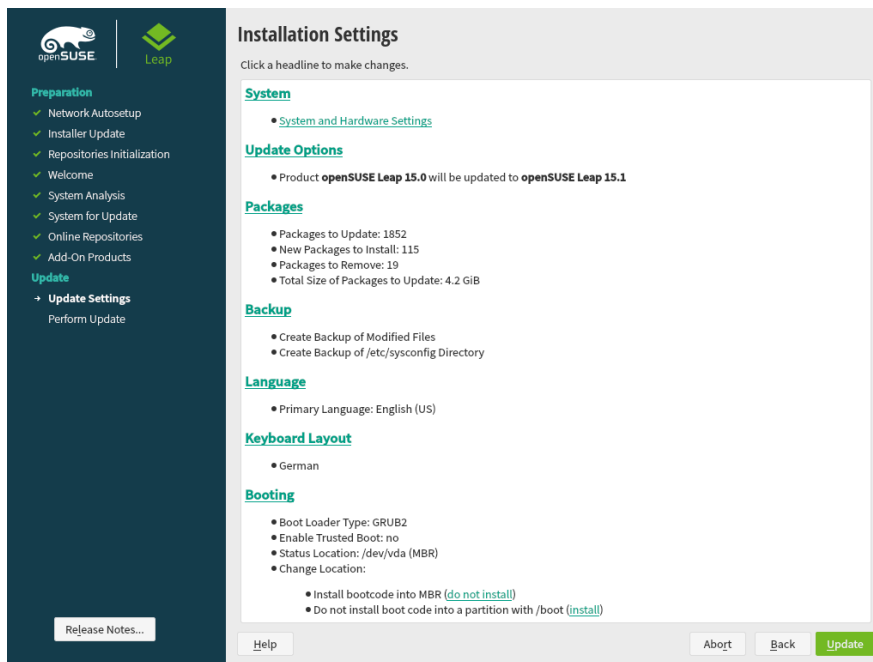 openSUSE
Leap
Preparation
Network Autosetup
Installer Update
Repositories Initialization
Welcome
System Analysis
System for Update
Online Repositories
Add-On Products
Update
Update Settings
Perform Update
Release Notes...
Installation Settings
Click a headline to make changes.
System
System and Hardware Settings
Update Options
Product openSUSE Leap 15.0 will be updated to openSUSE Leap 15.1
Packages
Packages to Update: 1852
New Packages to Install: 115
Packages to Remove: 19
Total Size of Packages to Update: 4.2 GiB
Backup
Create Backup of Modified Files
Create Backup of /etc/sysconfig Directory
Language
Primary Language: English (US)
Keyboard Layout
German
Booting
Boot Loader Type: GRUB2
Enable Trusted Boot: no
Status Location: /dev/vda (MBR)
Change Location:
Install bootcode into MBR (do not install)
Do not install boot code into a partition with /boot (install)
Help
Abort
Back
Update